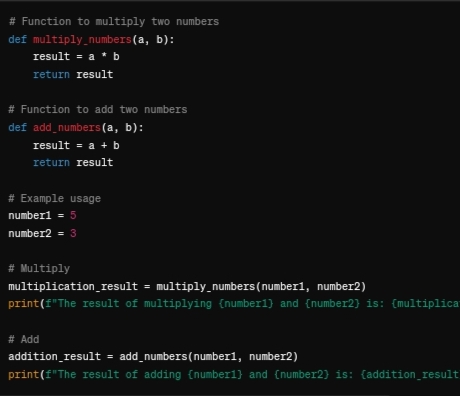 # Function to multiply two numbers
def multiply_numbers(a, b):
    result = a * b
    return result

# Function to add two numbers
def add_numbers(a, b):
    result = a + b
    return result

# Example usage
number1 = 5
number2 = 3

# Multiply
multiplication_result = multiply_numbers(number1, number2)
print(f"The result of multiplying {number1} and {number2} is: {multiplica

# Add
addition_result = add_numbers(number1, number2)
print(f"The result of adding {number1} and {number2} is: {addition_result